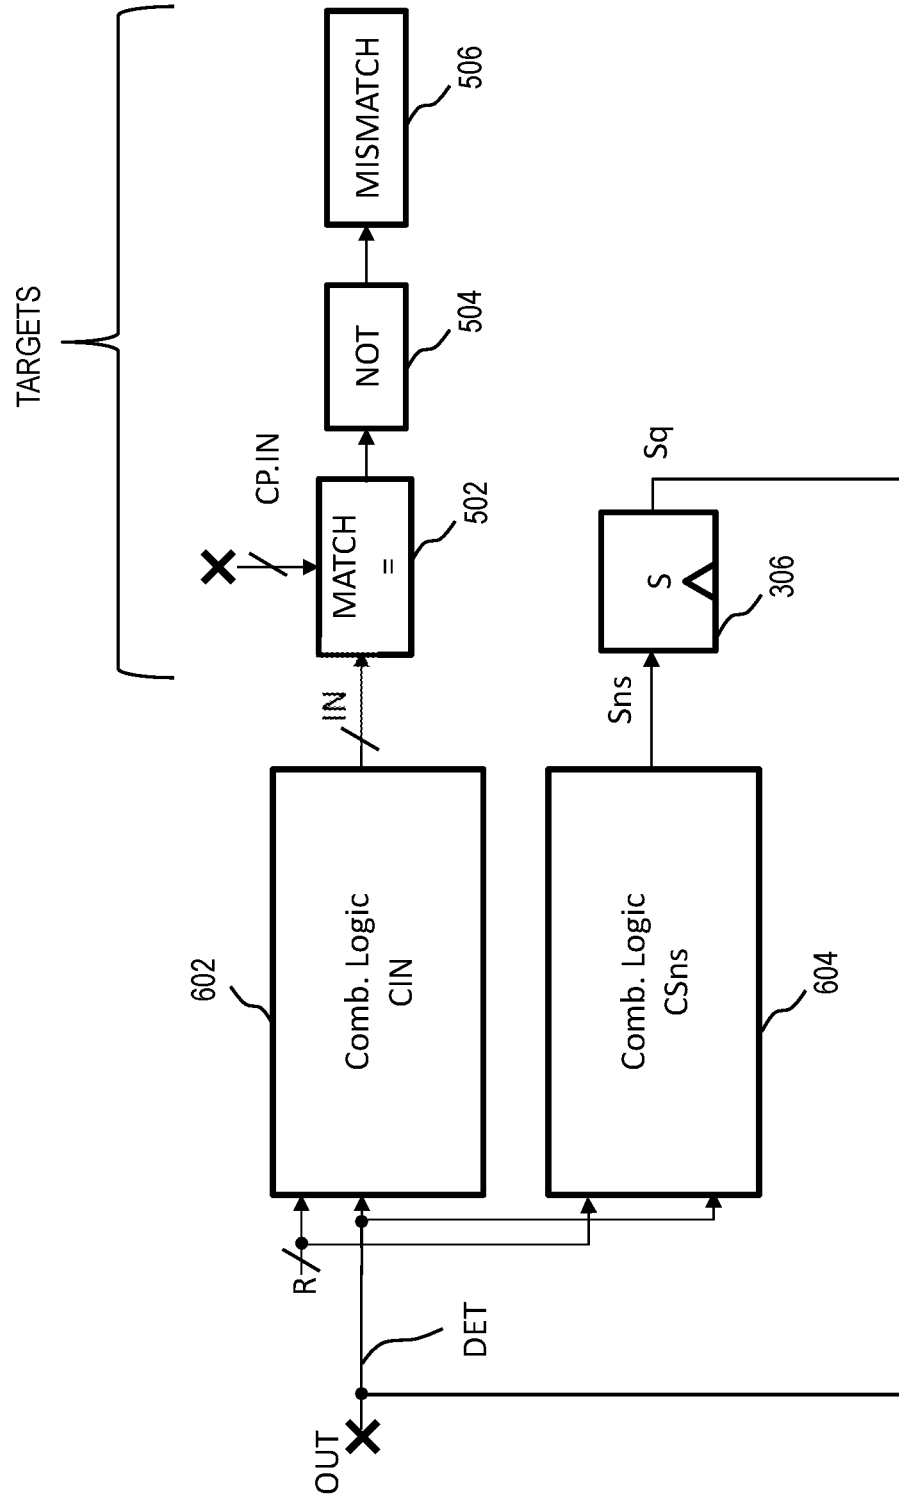 TARGETS
CP.IN
MATCH
=
502
NOT
504
MISMATCH
506
IN
602
Comb. Logic
CIN
R
OUT
DET
Comb. Logic
CSns
604
Sns
S
306
Sq